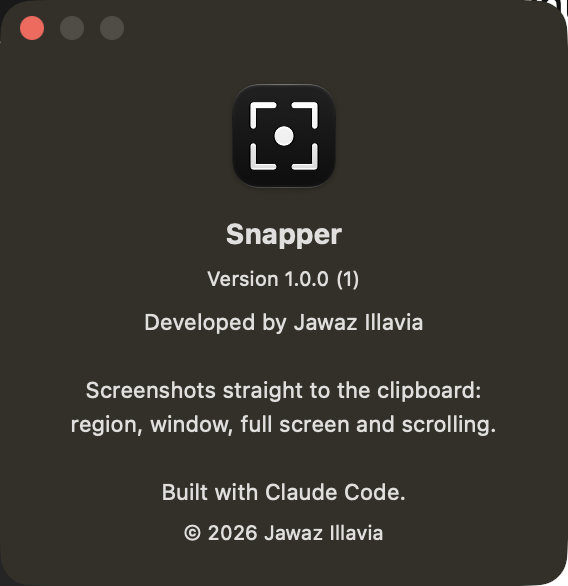 Snapper
Version 1.0.0 (1)
Developed by Jawaz Illavia
Screenshots straight to the clipboard:
region, window, full screen and scrolling.
Built with Claude Code.
© 2026 Jawaz Illavia